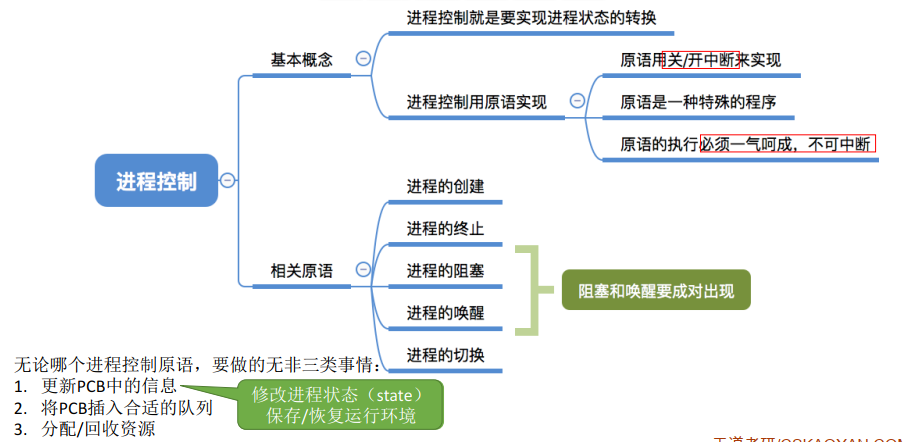 进程控制
基本概念
进程控制就是要实现进程状态的转换
进程控制用原语实现
原语用关/开中断来实现
原语是一种特殊的程序
原语的执行必须一气呵成，不可中断
相关原语
进程的创建
进程的终止
进程的阻塞
进程的唤醒
进程的切换
阻塞和唤醒要成对出现
无论哪个进程控制原语，要做的无非三类事情：
1. 更新PCB中的信息
2. 将PCB插入合适的队列
3. 分配/回收资源
修改进程状态（state）
保存/恢复运行环境